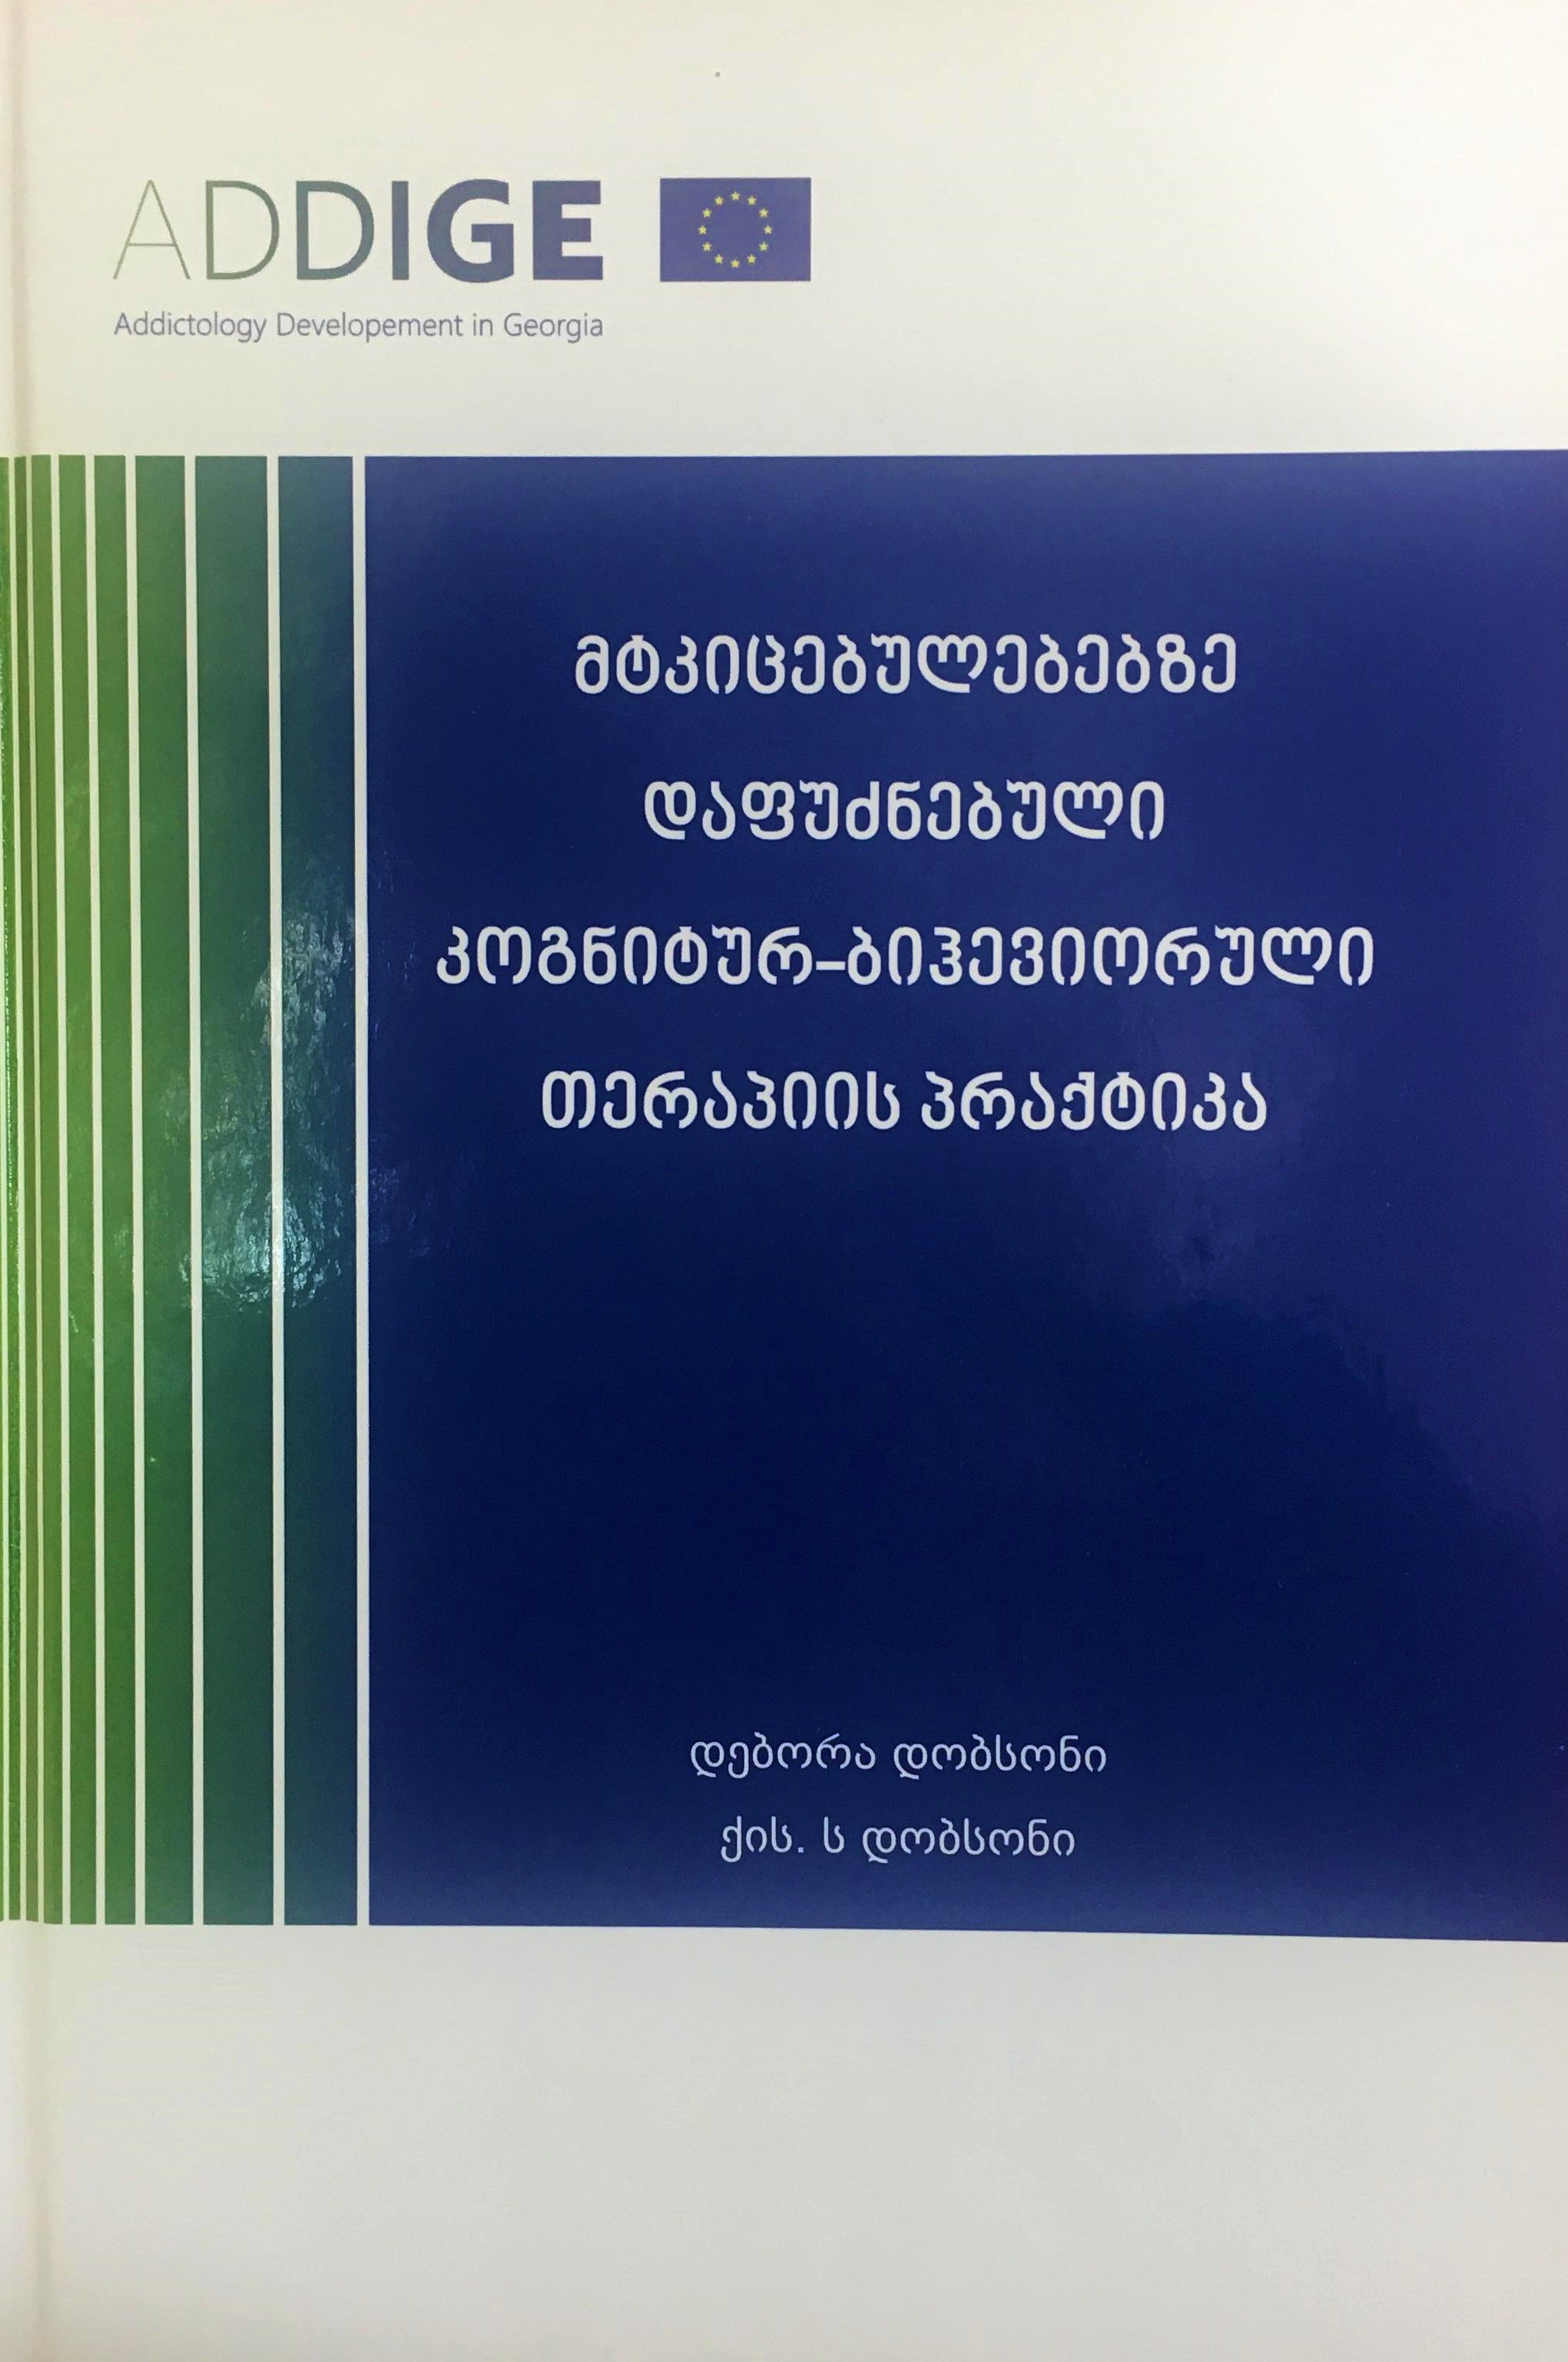 ADDIGE
Addictology Developement in Georgia
მტკიცებულებებზე
დაფუძნებული
კოგნიტურ-ბიჰევიორული
თერაპიის პრაქტიკა
დებორა დობსონი
ქის. ს დობსონი